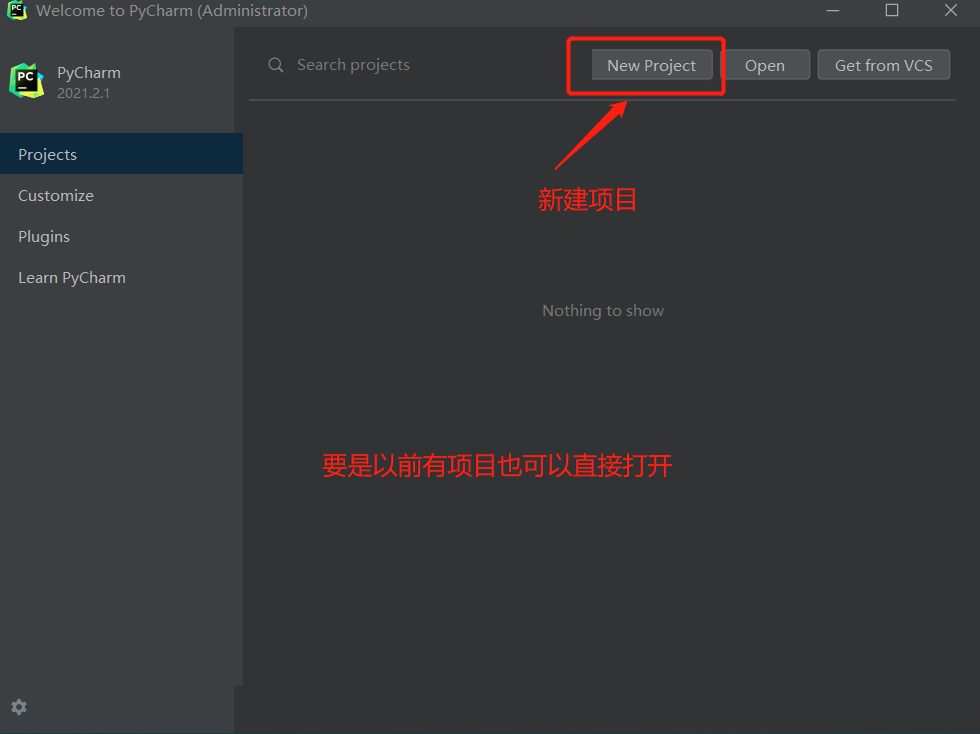 Welcome to PyCharm (Administrator)
PyCharm
2021.2.1
Search projects
New Project
Open
Get from VCS
Projects
Customize
Plugins
Learn PyCharm
新建项目
Nothing to show
要是以前有项目也可以直接打开